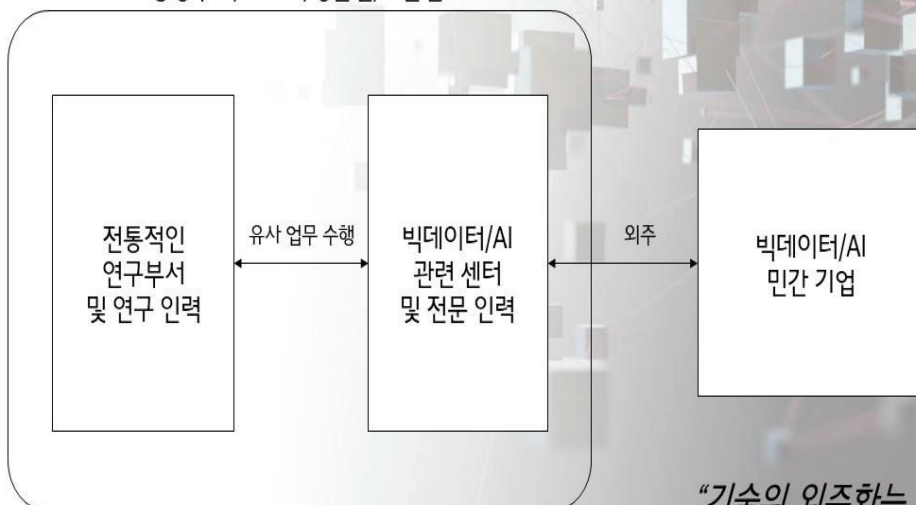 전통적인
연구부서
및 연구 인력
유사 업무 수행
빅데이터/AI
관련 센터
및 전문 인력
외주
빅데이터/AI
민간 기업